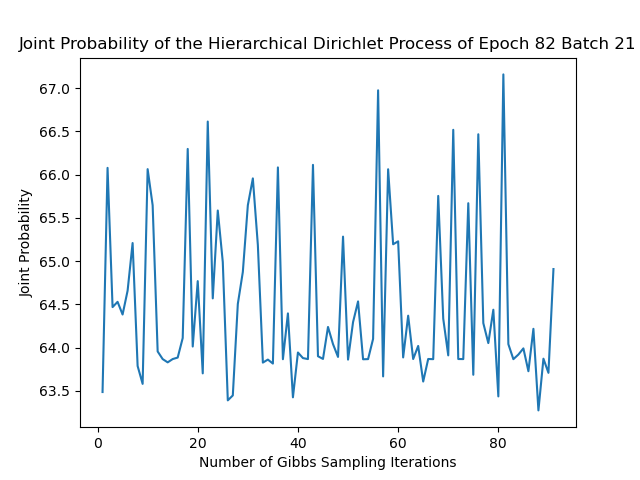 Joint Probability of the Hierarchical Dirichlet Process of Epoch 82 Batch 21
67.0
66.5
66.0
65.5
65.0
64.5
64.0
63.5
Joint Probability
0 20 40 60 80
Number of Gibbs Sampling Iterations